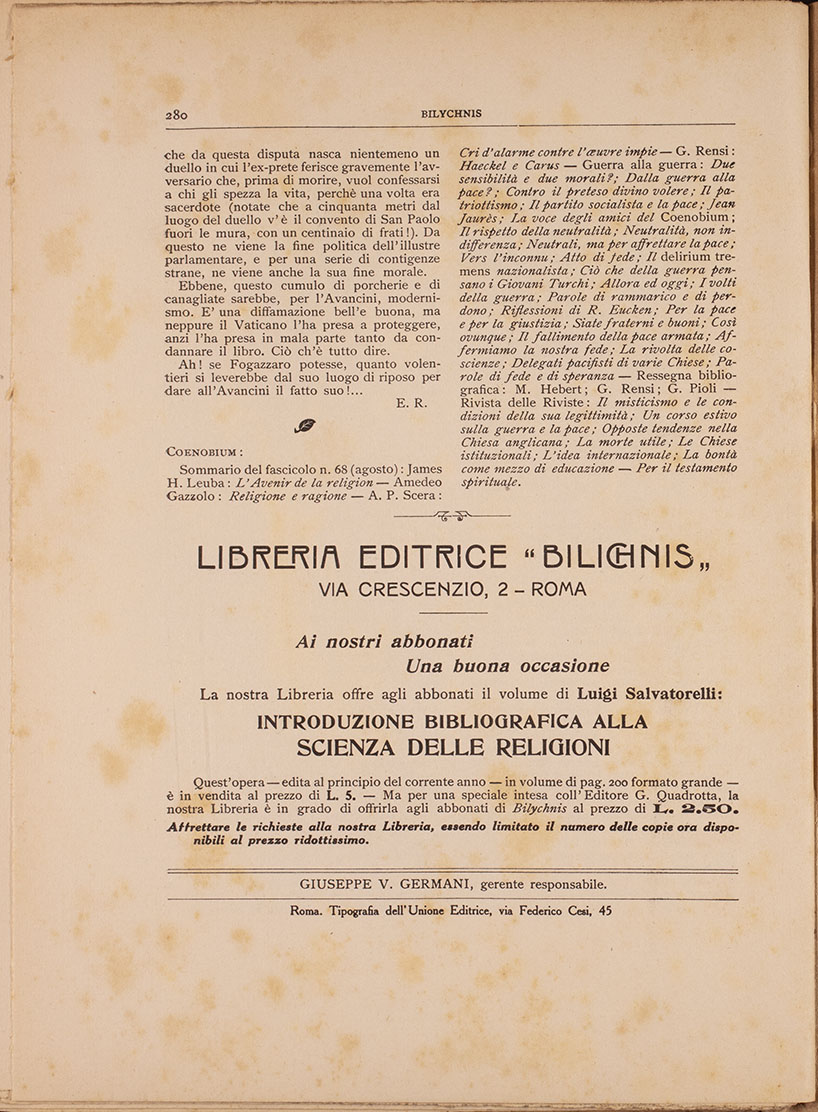 280
BILYCHNIS
che da questa disputa nasca nientemeno un
duello in cui l'ex-prete ferisce gravemente l'av-
versario che, prima di morire, vuol confessarsi
a chi gli spezza la vita, perchè una volta era
sacerdote (notate che a cinquanta metri dal
luogo del duello v'è il convento di San Paolo
fuori le mura, con un centinaio di frati!). Da
questo ne viene la fine politica dell'illustre
parlamentare, e per una serie di contigenze
strane, ne viene anche la sua fine morale.
Ebbene, questo cumulo di porcherie e di
canagliate sarebbe, per l'Avancini, moderni-
smo. E' una diffamazione bell'e buona, ma
neppure il Vaticano l'ha presa a proteggere,
anzi l'ha presa in mala parte tanto da con-
dannare il libro. Ciò ch'è tutto dire.
Ah! se Fogazzaro potesse, quanto volen-
tieri si leverebbe dal suo luogo di riposo per
dare all'Avancini il fatto suo!...
E. R.
COENOBIUM:
Sommario del fascicolo n. 68 (agosto): James
H. Leuba: L'Avenir de la religion — Amedeo
Gazzolo: Religione e ragione — A. P. Scera:
Cri d'alarme contre l'œuvre impie — G. Rensi:
Haeckel e Carus — Guerra alla guerra: Due
sensibilità e due morali?; Dalla guerra alla
pace?; Contro il preteso divino volere; Il pa-
triottismo; Il partito socialista e la pace; Jean
Jaurès; La voce degli amici del Coenobium;
Il rispetto della neutralità; Neutralità, non in-
differenza; Neutrali, ma per affrettare la pace;
Vers l'inconnu; Atto di fede; Il delirium tre-
mens nazionalista; Ciò che della guerra pen-
sano i Giovani Turchi; Allora ed oggi; I volti
della guerra; Parole di rammarico e di per-
dono; Riflessioni di R. Eucken; Per la pace
e per la giustizia; Siate fraterni e buoni; Così
ovunque; Il fallimento della pace armata; Af-
fermiamo la nostra fede; La rivolta delle co-
scienze; Delegati pacifisti di varie Chiese; Pa-
role di fede e di speranza — Ressegna biblio-
grafica: M. Hebert; G. Rensi; G. Pioli —
Rivista delle Riviste: Il misticismo e le con-
dizioni della sua legittimità; Un corso estivo
sulla guerra e la pace; Opposte tendenze nella
Chiesa anglicana; La morte utile; Le Chiese
istituzionali; L'idea internazionale; La bontà
come mezzo di educazione — Per il testamento
spirituale.
LIBRERIA EDITRICE “BILICHNIS„
VIA CRESCENZIO, 2 – ROMA
Ai nostri abbonati
Una buona occasione
La nostra Libreria offre agli abbonati il volume di Luigi Salvatorelli:
INTRODUZIONE BIBLIOGRAFICA ALLA
SCIENZA DELLE RELIGIONI
Quest'opera — edita al principio del corrente anno — in volume di pag. 200 formato grande —
è in vendita al prezzo di L. 5. — Ma per una speciale intesa coll'Editore G. Quadrotta, la
nostra Libreria è in grado di offrirla agli abbonati di Bilychnis al prezzo di L. 2.50.
Affrettare le richieste alla nostra Libreria, essendo limitato il numero delle copie ora dispo-
nibili al prezzo ridottissimo.
GIUSEPPE V. GERMANI, gerente responsabile.
Roma. Tipografia dell'Unione Editrice, via Federico Cesi, 45